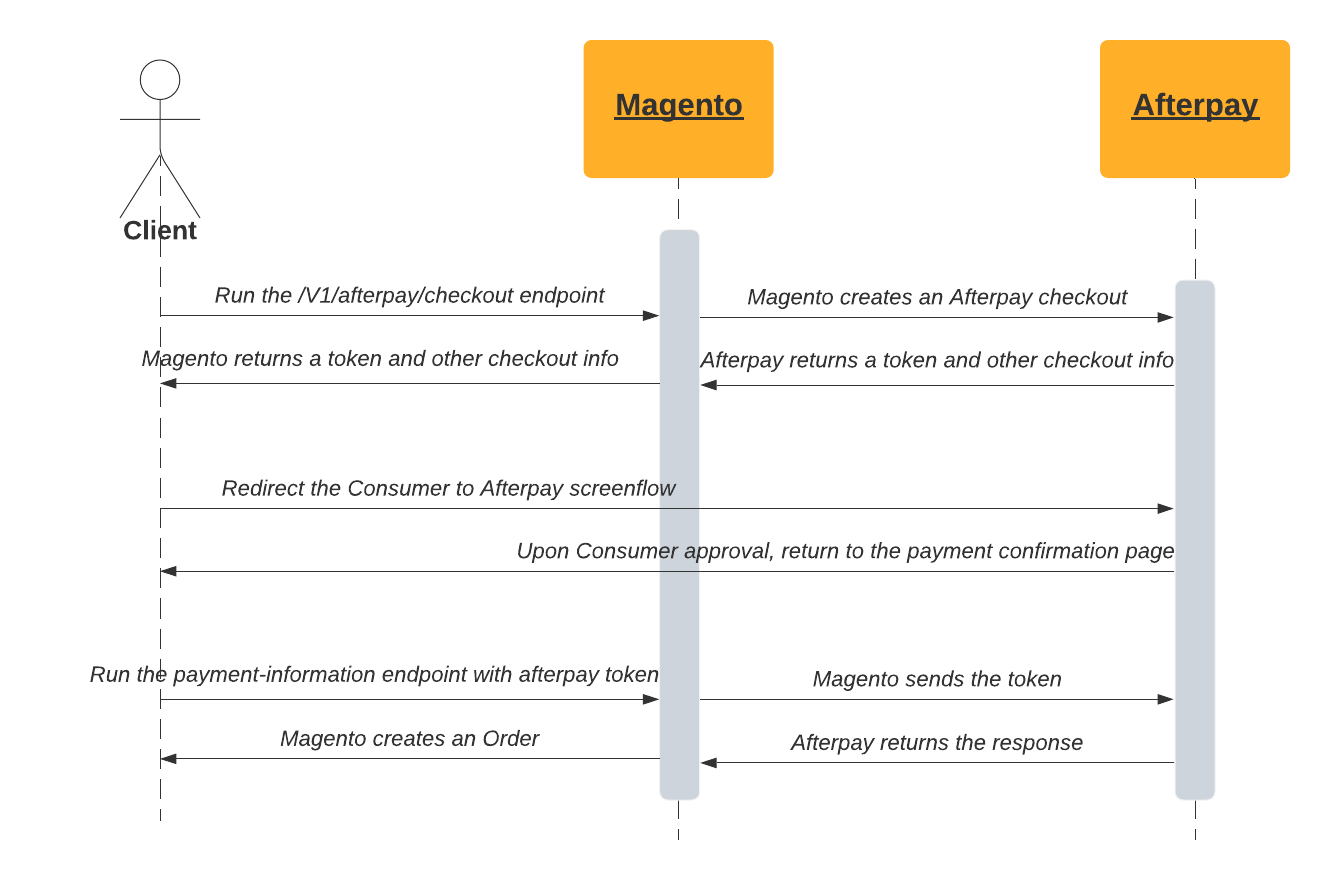 Magento
Afterpay
Client
Run the /V1/afterpay/checkout endpoint
Magento creates an Afterpay checkout
Magento returns a token and other checkout info
Afterpay returns a token and other checkout info
Redirect the Consumer to Afterpay screenflow
Upon Consumer approval, return to the payment confirmation page
Run the payment-information endpoint with afterpay token
Magento sends the token
Magento creates an Order
Afterpay returns the response